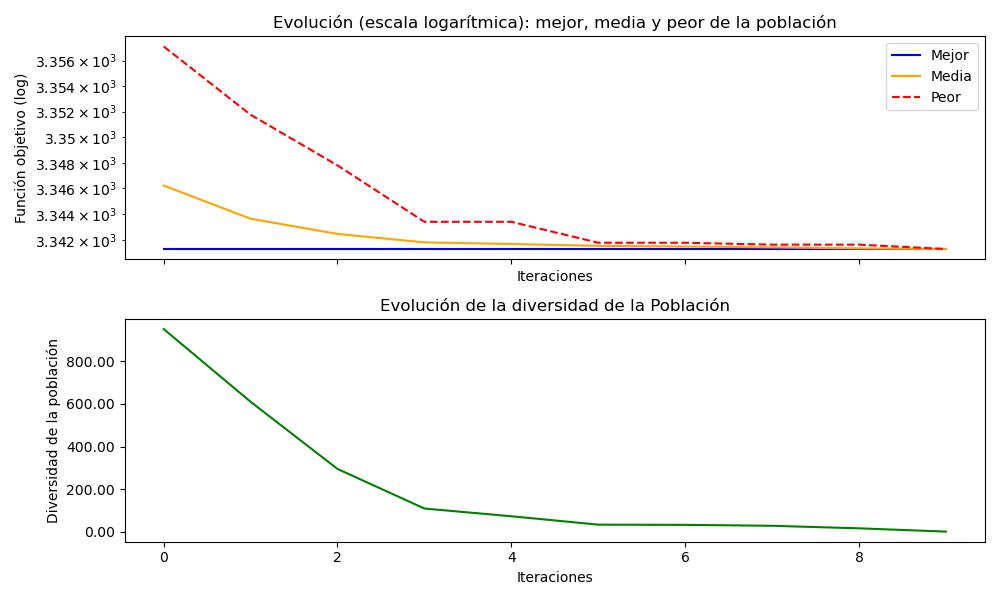 Evolución (escala logarítmica): mejor, media y peor de la población
Función objetivo (log)
3.356 × 10³
3.354 × 10³
3.352 × 10³
3.35 × 10³
3.348 × 10³
3.346 × 10³
3.344 × 10³
3.342 × 10³
Mejor
Media
Peor
Iteraciones
Evolución de la diversidad de la Población
Diversidad de la población
800.00
600.00
400.00
200.00
0.00
0 2 4 6 8
Iteraciones